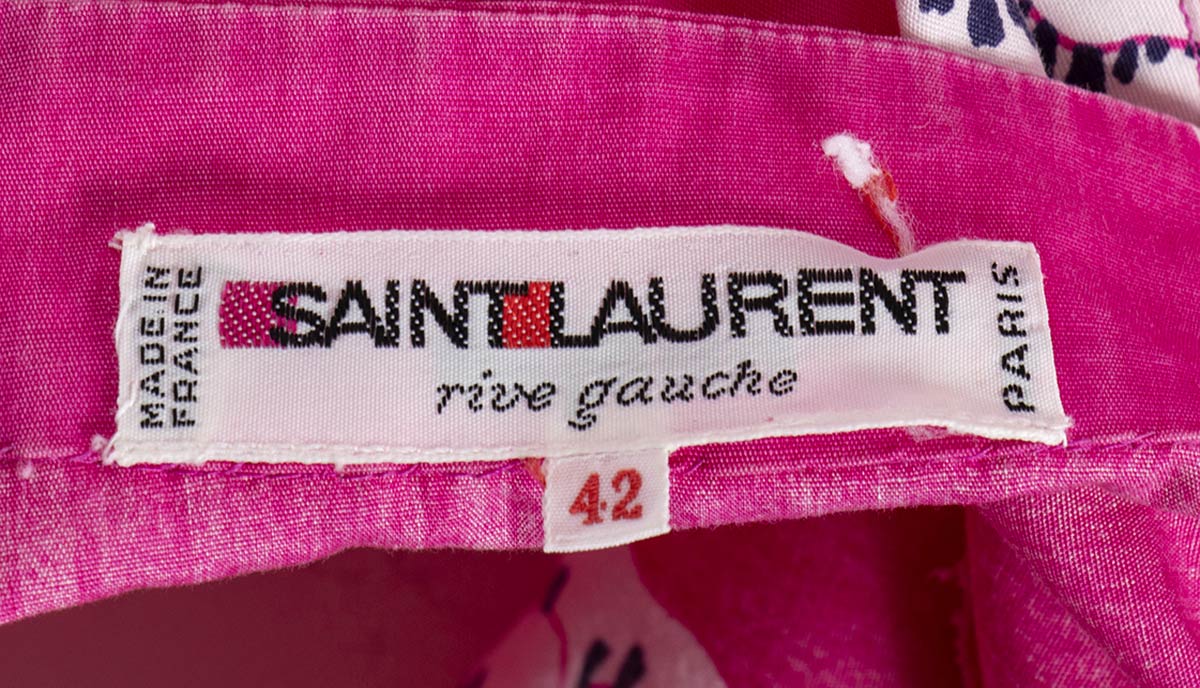 MADE IN
FRANCE
SAINT LAURENT
rive gauche
PARIS
42